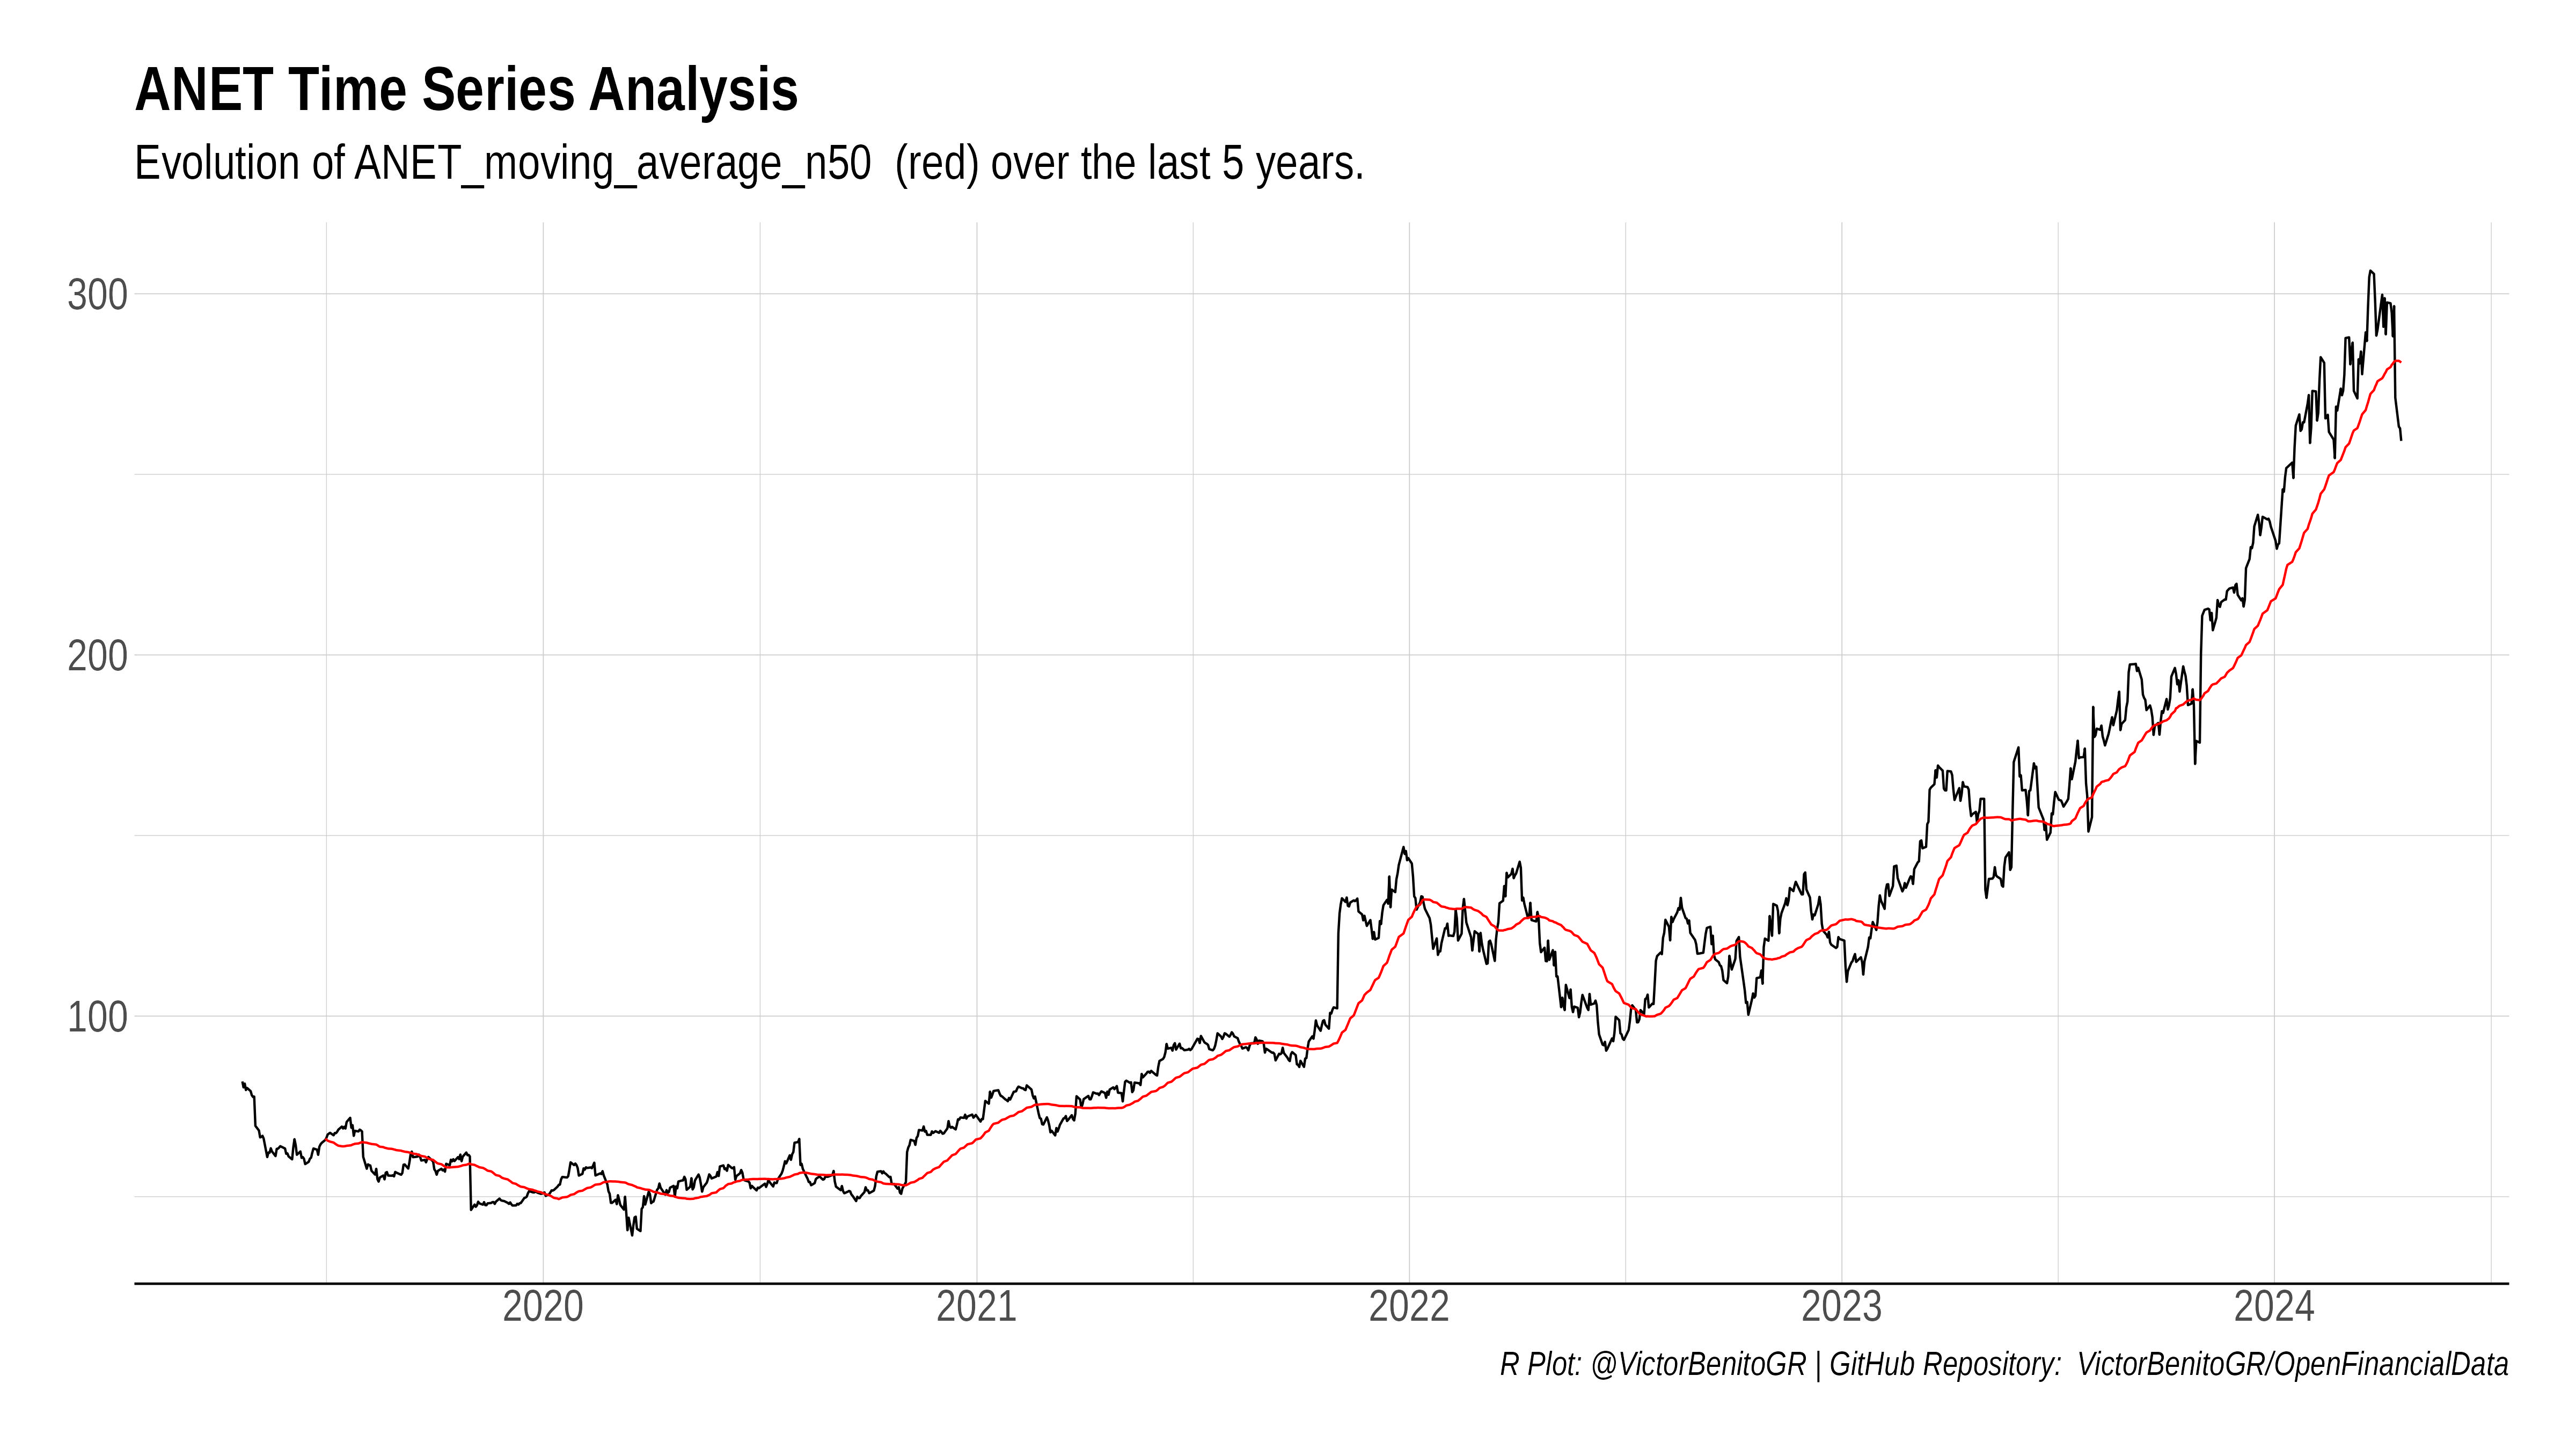 ANET Time Series Analysis
Evolution of ANET_moving_average_n50  (red) over the last 5 years.
300
200
100
2020 2021 2022 2023 2024
R Plot: @VictorBenitoGR | GitHub Repository:  VictorBenitoGR/OpenFinancialData